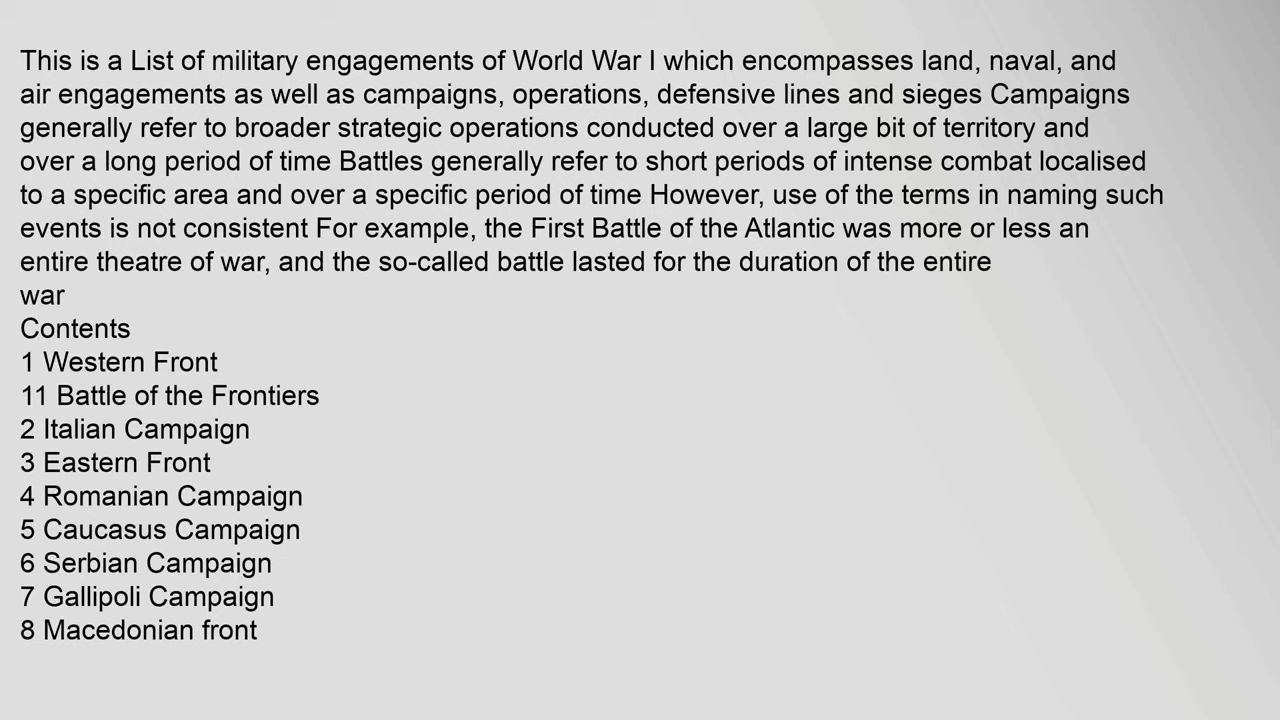 This is a List of military engagements of World War I which encompasses land, naval, and
air engagements as well as campaigns, operations, defensive lines and sieges Campaigns
generally refer to broader strategic operations conducted over a large bit of territory and
over a long period of time Battles generally refer to short periods of intense combat localised
to a specific area and over a specific period of time However, use of the terms in naming such
events is not consistent For example, the First Battle of the Atlantic was more or less an
entire theatre of war, and the so-called battle lasted for the duration of the entire
war
Contents
1 Western Front
11 Battle of the Frontiers
2 Italian Campaign
3 Eastern Front
4 Romanian Campaign
5 Caucasus Campaign
6 Serbian Campaign
7 Gallipoli Campaign
8 Macedonian front